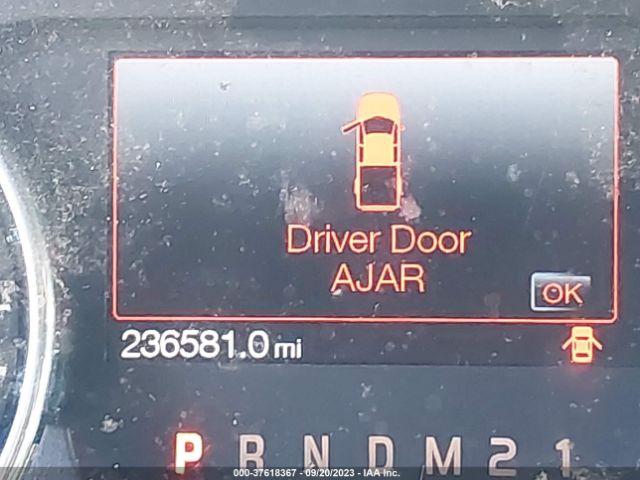 Driver Door
AJAR
OK
236581.0 mi
P R N D M 2 1
000-37618367 - 09/20/2023 - IAA Inc.